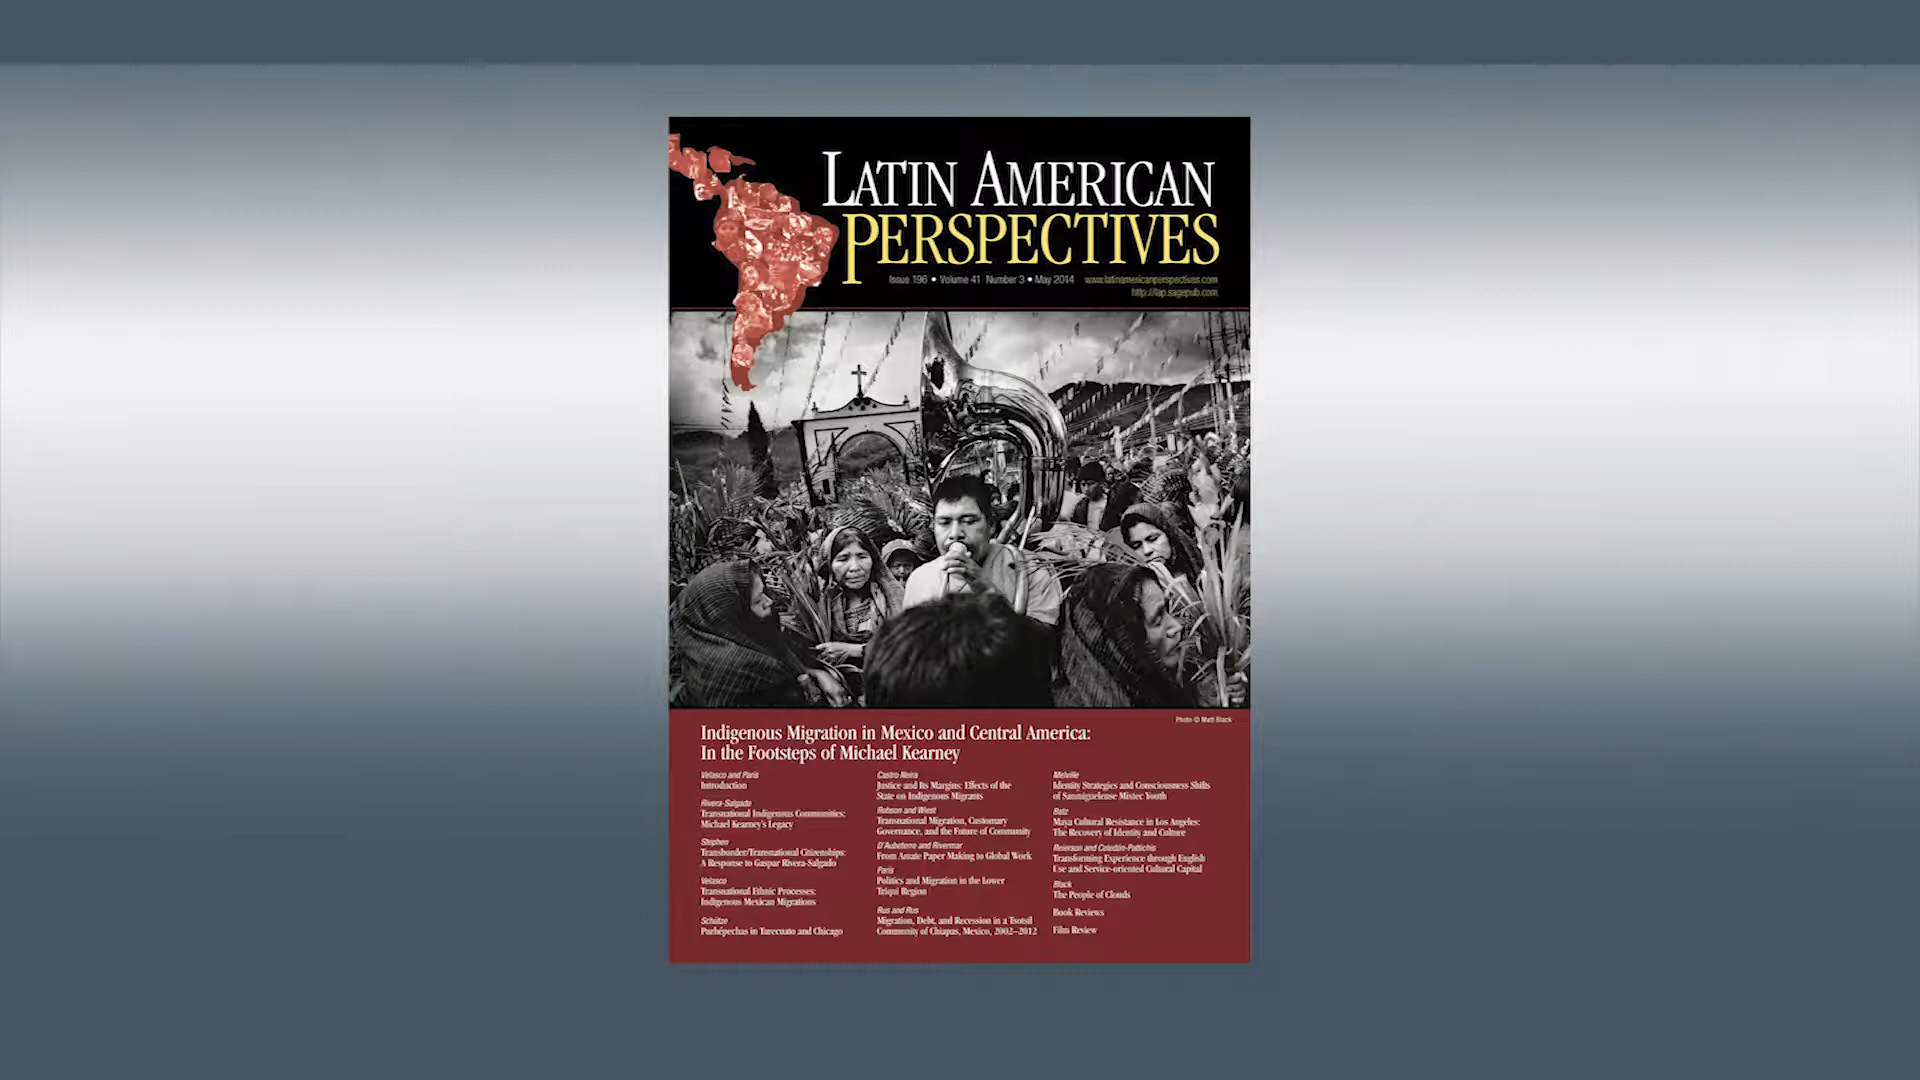 LATIN AMERICAN
PERSPECTIVES
Issue 196 • Volume 41 Number 3 • May 2014 www.latinamericanperspectives.com
http://lap.sagepub.com
Photo © Matt Black
Indigenous Migration in Mexico and Central America:
In the Footsteps of Michael Kearney
Velasco and Paris
Introduction
Rivera-Salgado
Transnational Indigenous Communities:
Michael Kearney's Legacy
Stephen
Transborder/Transnational Citizenships:
A Response to Gaspar Rivera-Salgado
Velasco
Transnational Ethnic Processes:
Indigenous Mexican Migrations
Schütze
Purhépechas in Tarecuato and Chicago
Castro Neira
Justice and Its Margins: Effects of the
State on Indigenous Migrants
Robson and Wiest
Transnational Migration, Customary
Governance, and the Future of Community
D'Aubeterre and Rivermar
From Amate Paper Making to Global Work
Paris
Politics and Migration in the Lower
Triqui Region
Rus and Rus
Migration, Debt, and Recession in a Tsotsil
Community of Chiapas, Mexico, 2002–2012
Melville
Identity Strategies and Consciousness Shifts
of Sanmiguelense Mixtec Youth
Batz
Maya Cultural Resistance in Los Angeles:
The Recovery of Identity and Culture
Reierson and Celedón-Pattichis
Transforming Experience through English
Use and Service-oriented Cultural Capital
Black
The People of Clouds
Book Reviews
Film Review